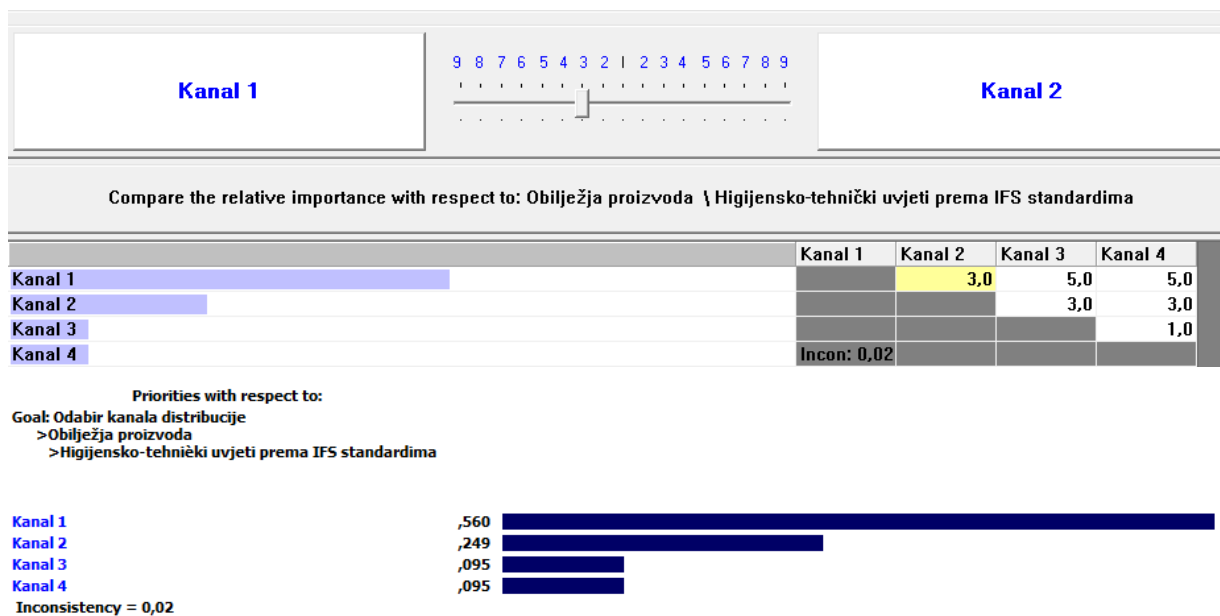 Kanal 1
9 8 7 6 5 4 3 2 | 2 3 4 5 6 7 8 9
Kanal 2
Compare the relative importance with respect to: Obilježja proizvoda \ Higijensko-tehnički uvjeti prema IFS standardima
Kanal 1 Kanal 2 Kanal 3 Kanal 4
Kanal 1 3,0 5,0 5,0
Kanal 2 3,0 3,0
Kanal 3 1,0
Kanal 4 Incon: 0,02
Priorities with respect to:
Goal: Odabir kanala distribucije
>Obilježja proizvoda
>Higijensko-tehnièki uvjeti prema IFS standardima
Kanal 1 ,560
Kanal 2 ,249
Kanal 3 ,095
Kanal 4 ,095
Inconsistency = 0,02